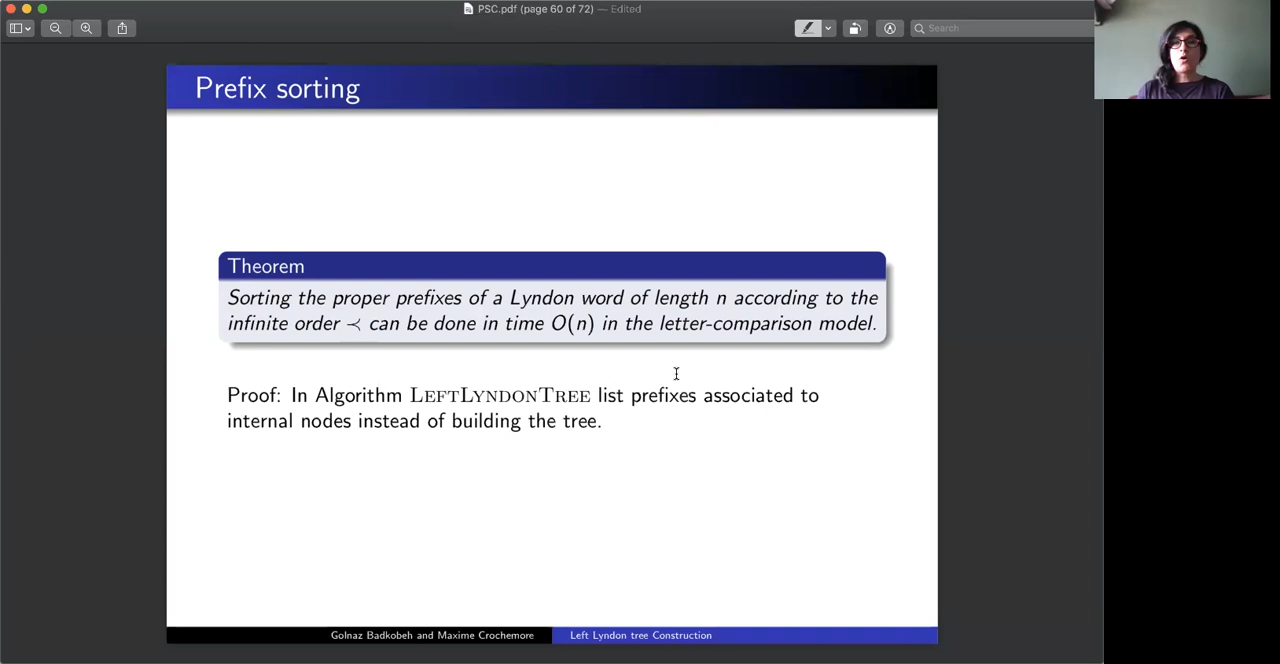 PSC.pdf (page 60 of 72) — Edited
Search
Prefix sorting
Theorem
Sorting the proper prefixes of a Lyndon word of length n according to the
infinite order ≺ can be done in time O(n) in the letter-comparison model.
Proof: In Algorithm LEFTLYNDONTREE list prefixes associated to
internal nodes instead of building the tree.
Golnaz Badkobeh and Maxime Crochemore
Left Lyndon tree Construction